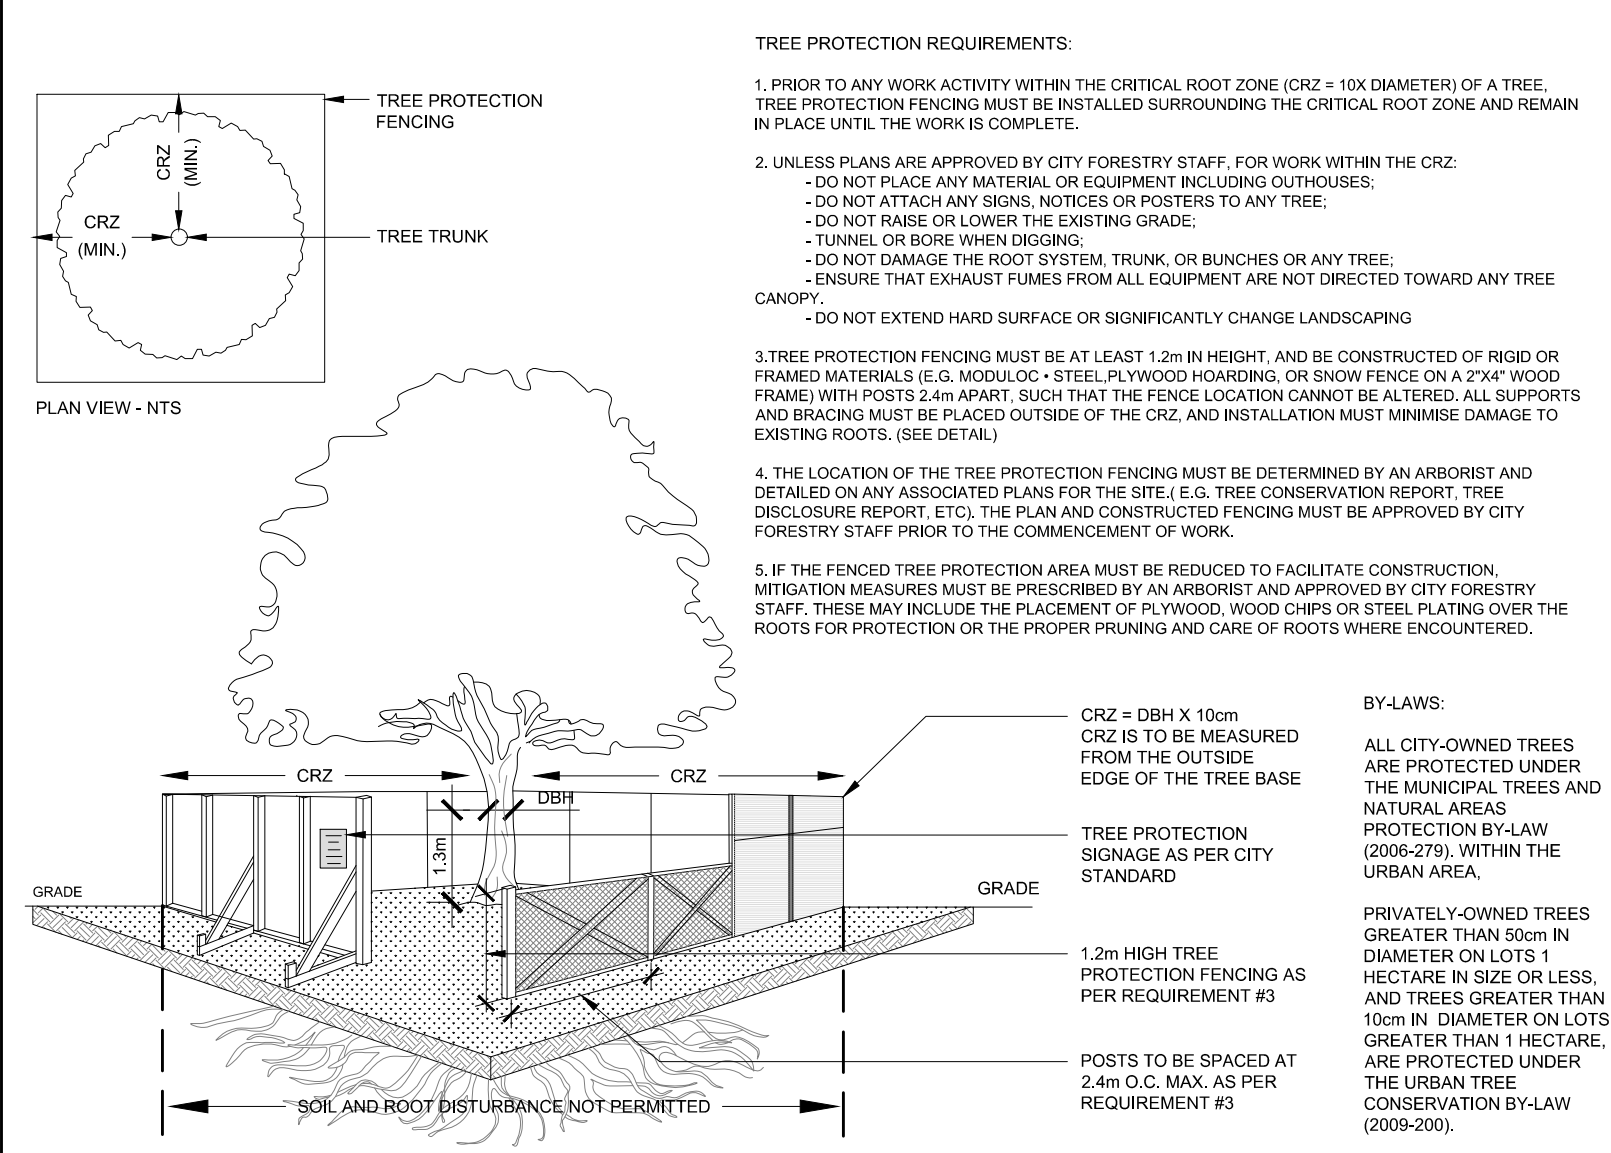 TREE PROTECTION REQUIREMENTS:
1. PRIOR TO ANY WORK ACTIVITY WITHIN THE CRITICAL ROOT ZONE (CRZ = 10X DIAMETER) OF A TREE,
TREE PROTECTION FENCING MUST BE INSTALLED SURROUNDING THE CRITICAL ROOT ZONE AND REMAIN
IN PLACE UNTIL THE WORK IS COMPLETE.
2. UNLESS PLANS ARE APPROVED BY CITY FORESTRY STAFF, FOR WORK WITHIN THE CRZ:
- DO NOT PLACE ANY MATERIAL OR EQUIPMENT INCLUDING OUTHOUSES;
- DO NOT ATTACH ANY SIGNS, NOTICES OR POSTERS TO ANY TREE;
- DO NOT RAISE OR LOWER THE EXISTING GRADE;
- TUNNEL OR BORE WHEN DIGGING;
- DO NOT DAMAGE THE ROOT SYSTEM, TRUNK, OR BUNCHES OR ANY TREE;
- ENSURE THAT EXHAUST FUMES FROM ALL EQUIPMENT ARE NOT DIRECTED TOWARD ANY TREE
CANOPY.
- DO NOT EXTEND HARD SURFACE OR SIGNIFICANTLY CHANGE LANDSCAPING
3.TREE PROTECTION FENCING MUST BE AT LEAST 1.2m IN HEIGHT, AND BE CONSTRUCTED OF RIGID OR
FRAMED MATERIALS (E.G. MODULOC • STEEL,PLYWOOD HOARDING, OR SNOW FENCE ON A 2"X4" WOOD
FRAME) WITH POSTS 2.4m APART, SUCH THAT THE FENCE LOCATION CANNOT BE ALTERED. ALL SUPPORTS
AND BRACING MUST BE PLACED OUTSIDE OF THE CRZ, AND INSTALLATION MUST MINIMISE DAMAGE TO
EXISTING ROOTS. (SEE DETAIL)
4. THE LOCATION OF THE TREE PROTECTION FENCING MUST BE DETERMINED BY AN ARBORIST AND
DETAILED ON ANY ASSOCIATED PLANS FOR THE SITE.( E.G. TREE CONSERVATION REPORT, TREE
DISCLOSURE REPORT, ETC). THE PLAN AND CONSTRUCTED FENCING MUST BE APPROVED BY CITY
FORESTRY STAFF PRIOR TO THE COMMENCEMENT OF WORK.
5. IF THE FENCED TREE PROTECTION AREA MUST BE REDUCED TO FACILITATE CONSTRUCTION,
MITIGATION MEASURES MUST BE PRESCRIBED BY AN ARBORIST AND APPROVED BY CITY FORESTRY
STAFF. THESE MAY INCLUDE THE PLACEMENT OF PLYWOOD, WOOD CHIPS OR STEEL PLATING OVER THE
ROOTS FOR PROTECTION OR THE PROPER PRUNING AND CARE OF ROOTS WHERE ENCOUNTERED.
TREE PROTECTION
FENCING
CRZ
(MIN.)
CRZ
(MIN.)
TREE TRUNK
PLAN VIEW - NTS
CRZ
CRZ
DBH
1.3m
GRADE
GRADE
SOIL AND ROOT DISTURBANCE NOT PERMITTED
CRZ = DBH X 10cm
CRZ IS TO BE MEASURED
FROM THE OUTSIDE
EDGE OF THE TREE BASE
TREE PROTECTION
SIGNAGE AS PER CITY
STANDARD
1.2m HIGH TREE
PROTECTION FENCING AS
PER REQUIREMENT #3
POSTS TO BE SPACED AT
2.4m O.C. MAX. AS PER
REQUIREMENT #3
BY-LAWS:
ALL CITY-OWNED TREES
ARE PROTECTED UNDER
THE MUNICIPAL TREES AND
NATURAL AREAS
PROTECTION BY-LAW
(2006-279). WITHIN THE
URBAN AREA,
PRIVATELY-OWNED TREES
GREATER THAN 50cm IN
DIAMETER ON LOTS 1
HECTARE IN SIZE OR LESS,
AND TREES GREATER THAN
10cm IN DIAMETER ON LOTS
GREATER THAN 1 HECTARE,
ARE PROTECTED UNDER
THE URBAN TREE
CONSERVATION BY-LAW
(2009-200).